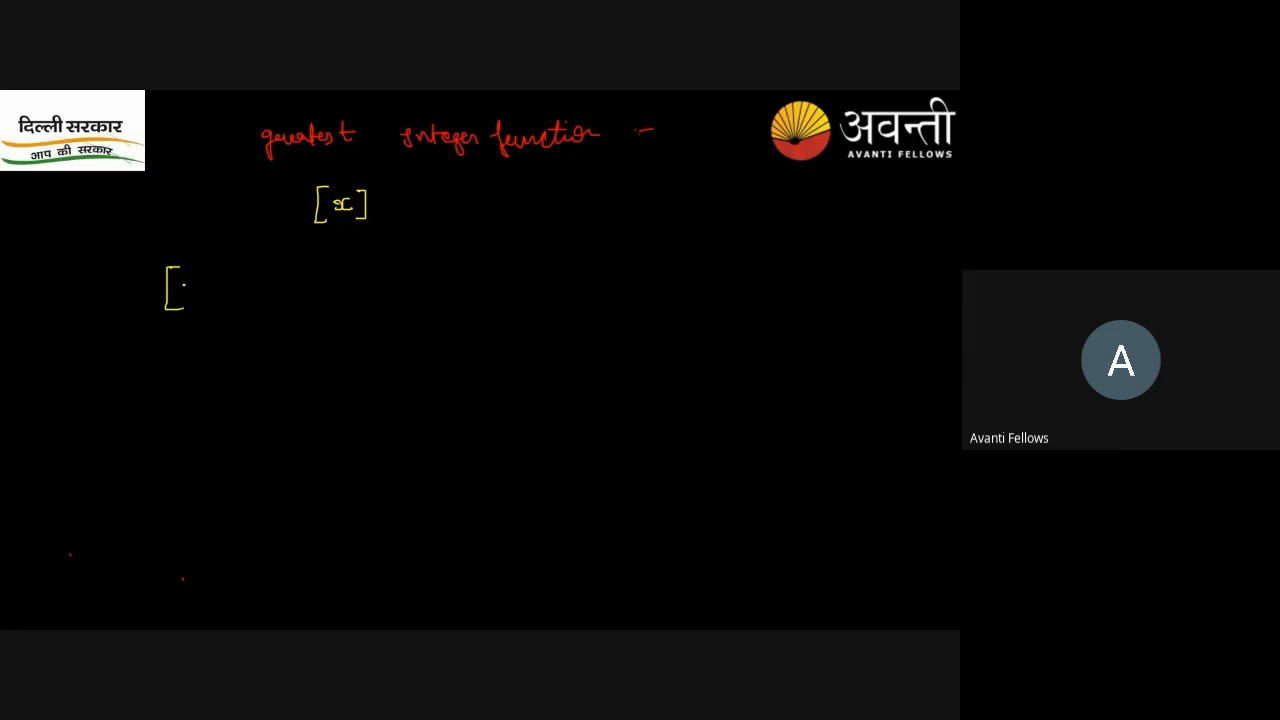 दिल्ली सरकार
आप की सरकार
greatest integer function :-
अवन्ती
AVANTI FELLOWS
[x]
[.
A
Avanti Fellows